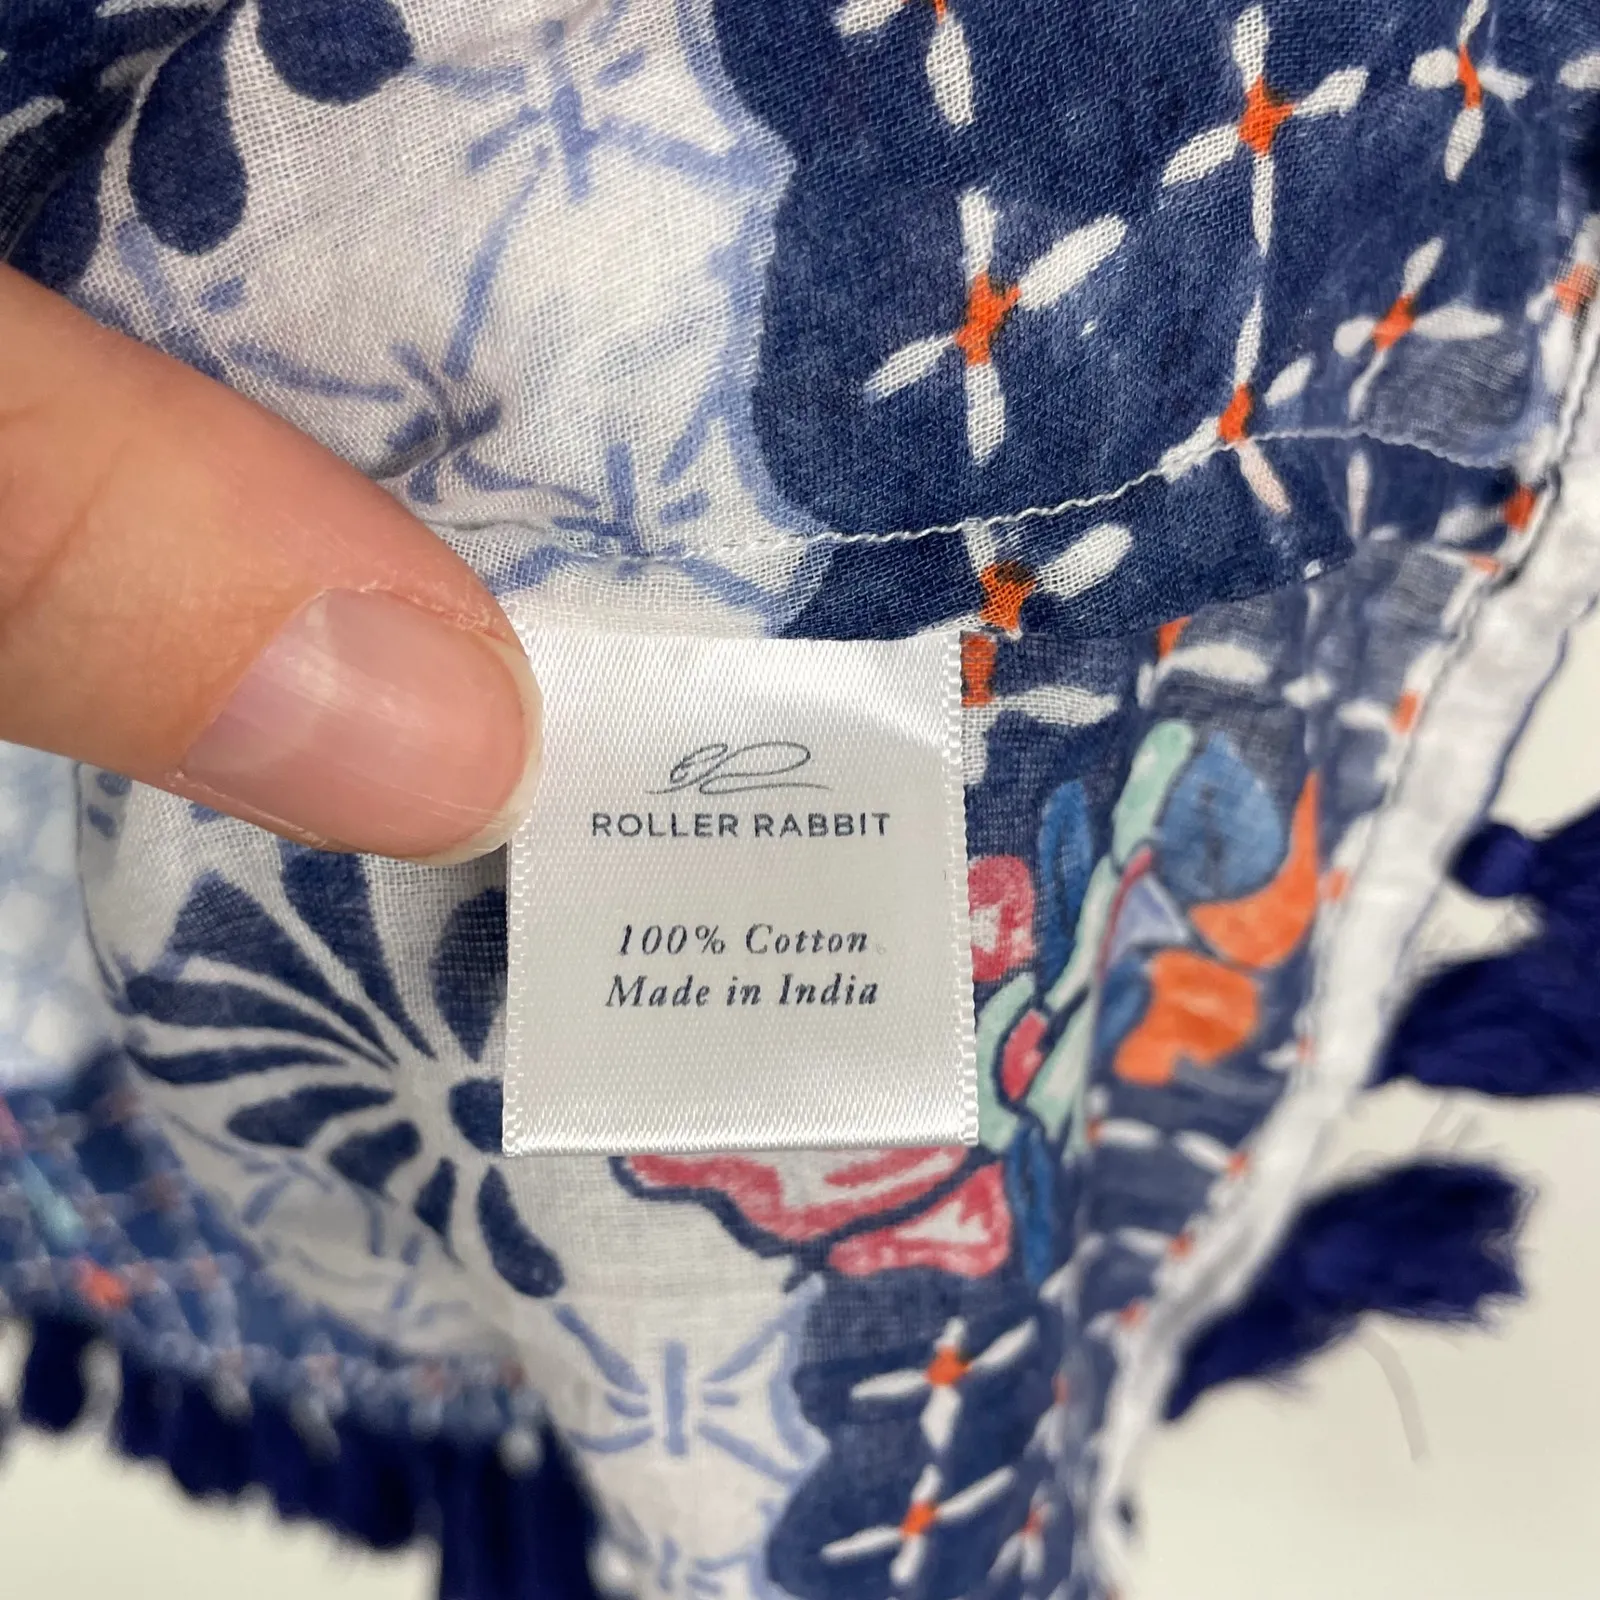 ROLLER RABBIT
100% Cotton
Made in India